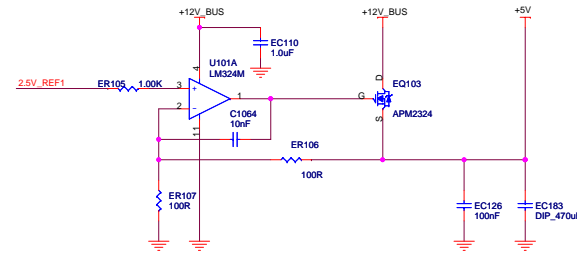 +12V_BUS
+12V_BUS
+5V
EC110
1.0uF
U101A
LM324M
4
2.5V_REF1
ER105
1.00K
3
+
2
-
1
11
C1064
10nF
D
G
S
EQ103
APM2324
ER106
100R
ER107
100R
EC126
100nF
EC183
DIP_470u